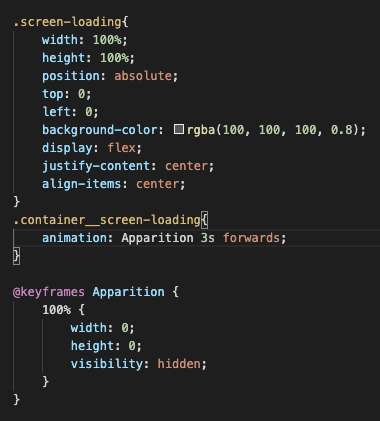 .screen-loading{
    width: 100%;
    height: 100%;
    position: absolute;
    top: 0;
    left: 0;
    background-color: rgba(100, 100, 100, 0.8);
    display: flex;
    justify-content: center;
    align-items: center;
}
.container__screen-loading{
    animation: Apparition 3s forwards;
}

@keyframes Apparition {
    100% {
        width: 0;
        height: 0;
        visibility: hidden;
    }
}